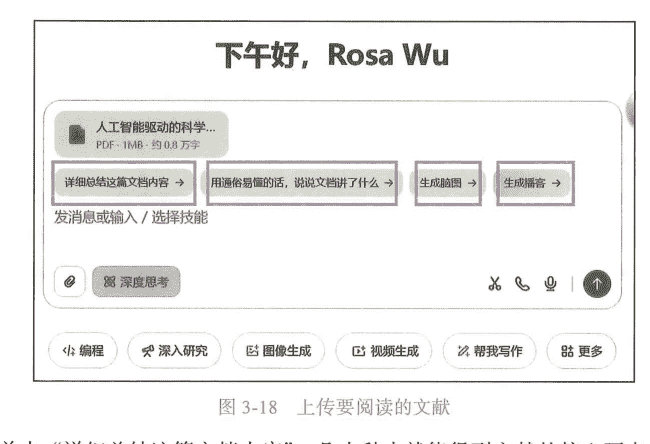 下午好，Rosa Wu
人工智能驱动的科学...
PDF · 1MB · 约 0.8 万字
详细总结这篇文档内容 → 用通俗易懂的话，说说文档讲了什么 → 生成脑图 → 生成播客 →
发消息或输入 / 选择技能
深度思考
编程 深入研究 图像生成 视频生成 帮我写作 更多
图 3-18 上传要阅读的文献